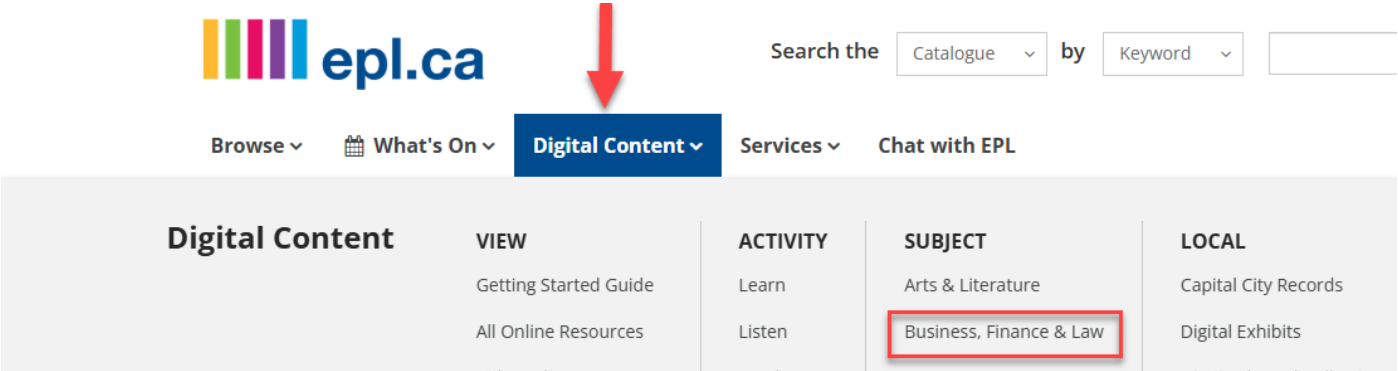 epl.ca
Search the Catalogue by Keyword
Browse What's On Digital Content Services Chat with EPL
Digital Content
VIEW
Getting Started Guide
All Online Resources
ACTIVITY
Learn
Listen
SUBJECT
Arts & Literature
Business, Finance & Law
LOCAL
Capital City Records
Digital Exhibits